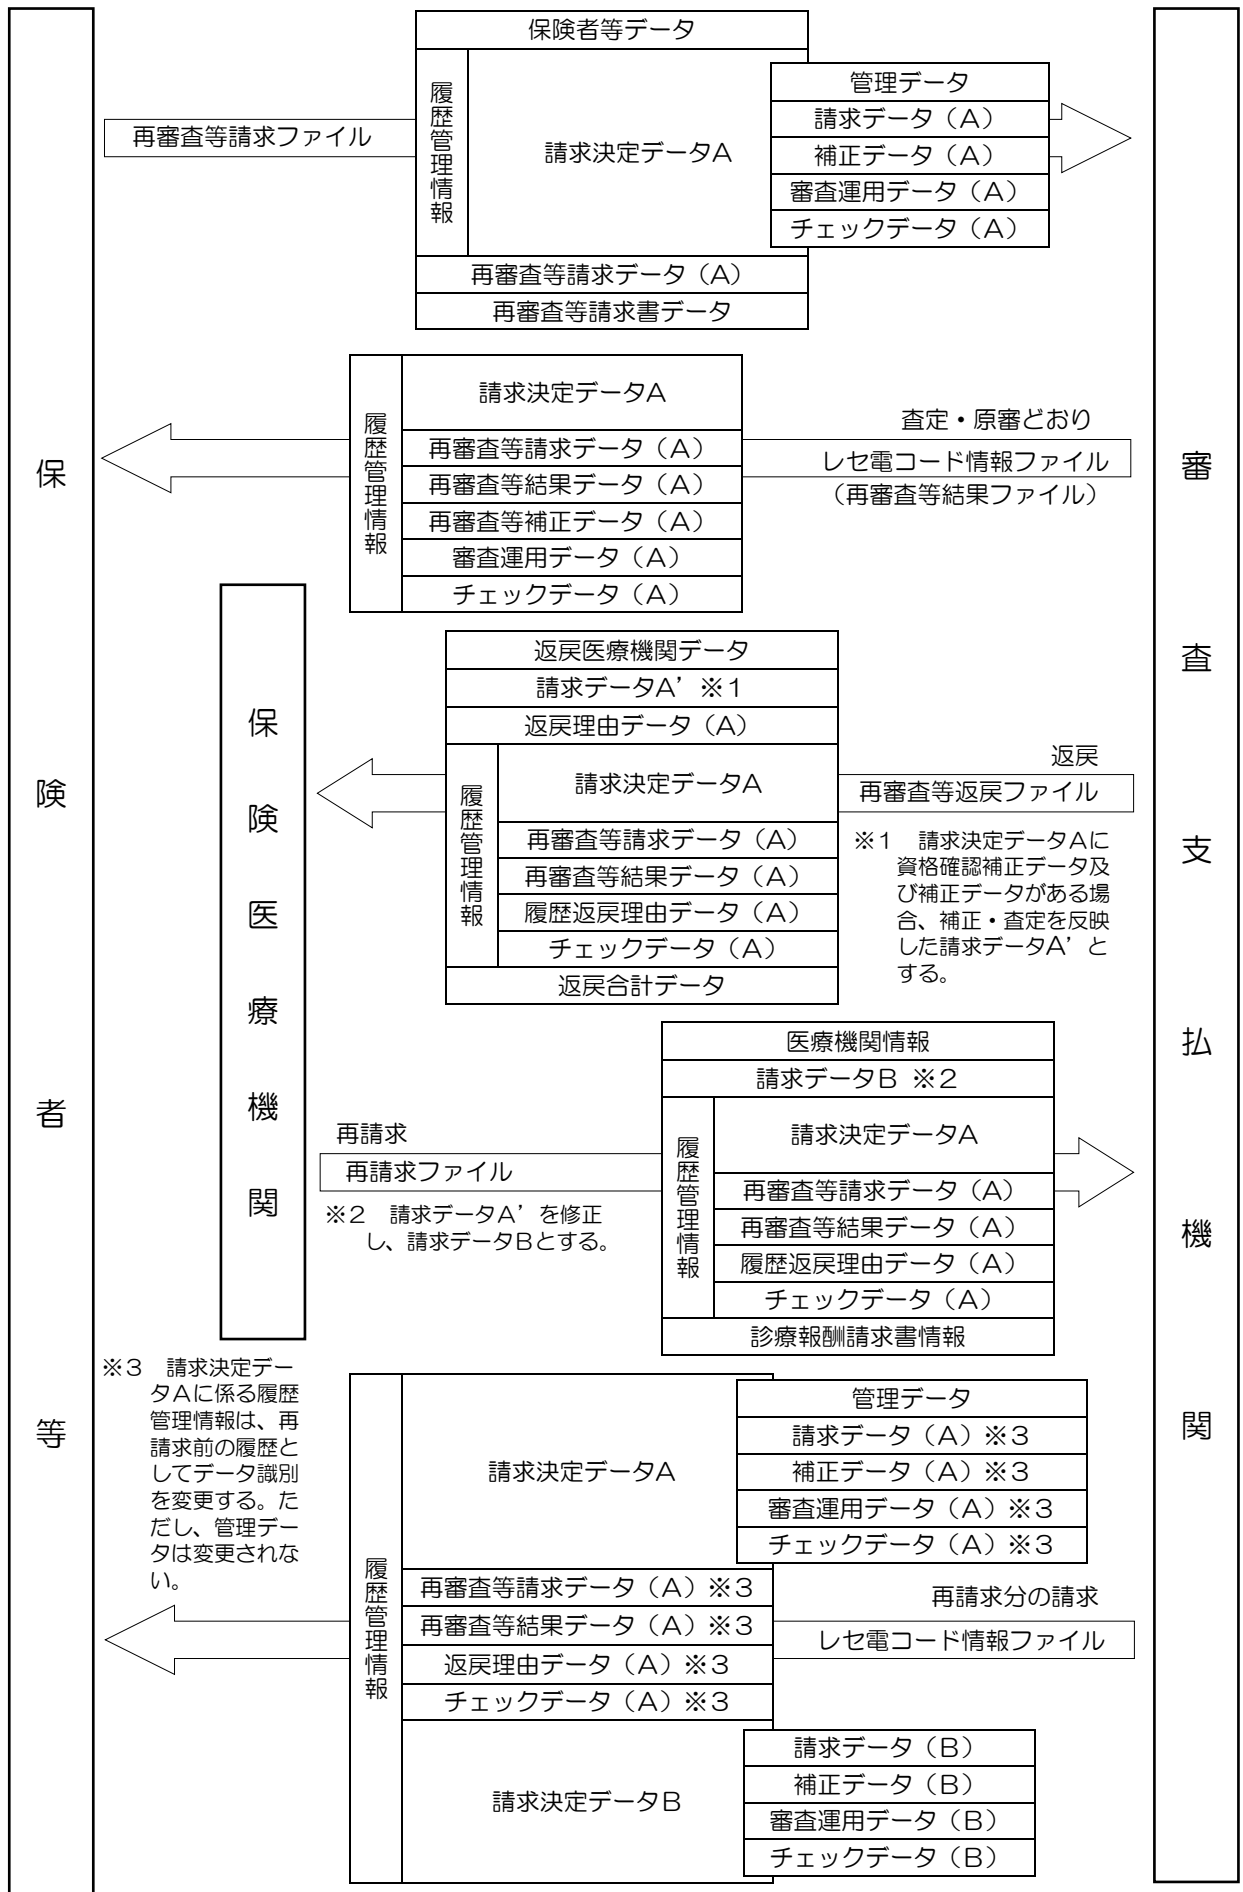 保険者等
審査支払機関
保険医療機関
再審査等請求ファイル
保険者等データ
履歴管理情報
請求決定データA
管理データ
請求データ（A）
補正データ（A）
審査運用データ（A）
チェックデータ（A）
再審査等請求データ（A）
再審査等請求書データ
履歴管理情報
請求決定データA
再審査等請求データ（A）
再審査等結果データ（A）
再審査等補正データ（A）
審査運用データ（A）
チェックデータ（A）
査定・原審どおり
レセ電コード情報ファイル
（再審査等結果ファイル）
返戻医療機関データ
請求データA’ ※1
返戻理由データ（A）
履歴管理情報
請求決定データA
再審査等請求データ（A）
再審査等結果データ（A）
履歴返戻理由データ（A）
チェックデータ（A）
返戻合計データ
返戻
再審査等返戻ファイル
※1　請求決定データAに
資格確認補正データ及
び補正データがある場
合、補正・査定を反映
した請求データA’と
する。
再請求
再請求ファイル
※2　請求データA’を修正
し、請求データBとする。
医療機関情報
請求データB ※2
履歴管理情報
請求決定データA
再審査等請求データ（A）
再審査等結果データ（A）
履歴返戻理由データ（A）
チェックデータ（A）
診療報酬請求書情報
※3　請求決定デー
タAに係る履歴
管理情報は、再
請求前の履歴と
してデータ識別
を変更する。た
だし、管理デー
タは変更されな
い。
履歴管理情報
請求決定データA
管理データ
請求データ（A）※3
補正データ（A）※3
審査運用データ（A）※3
チェックデータ（A）※3
再審査等請求データ（A）※3
再審査等結果データ（A）※3
返戻理由データ（A）※3
チェックデータ（A）※3
再請求分の請求
レセ電コード情報ファイル
請求決定データB
請求データ（B）
補正データ（B）
審査運用データ（B）
チェックデータ（B）